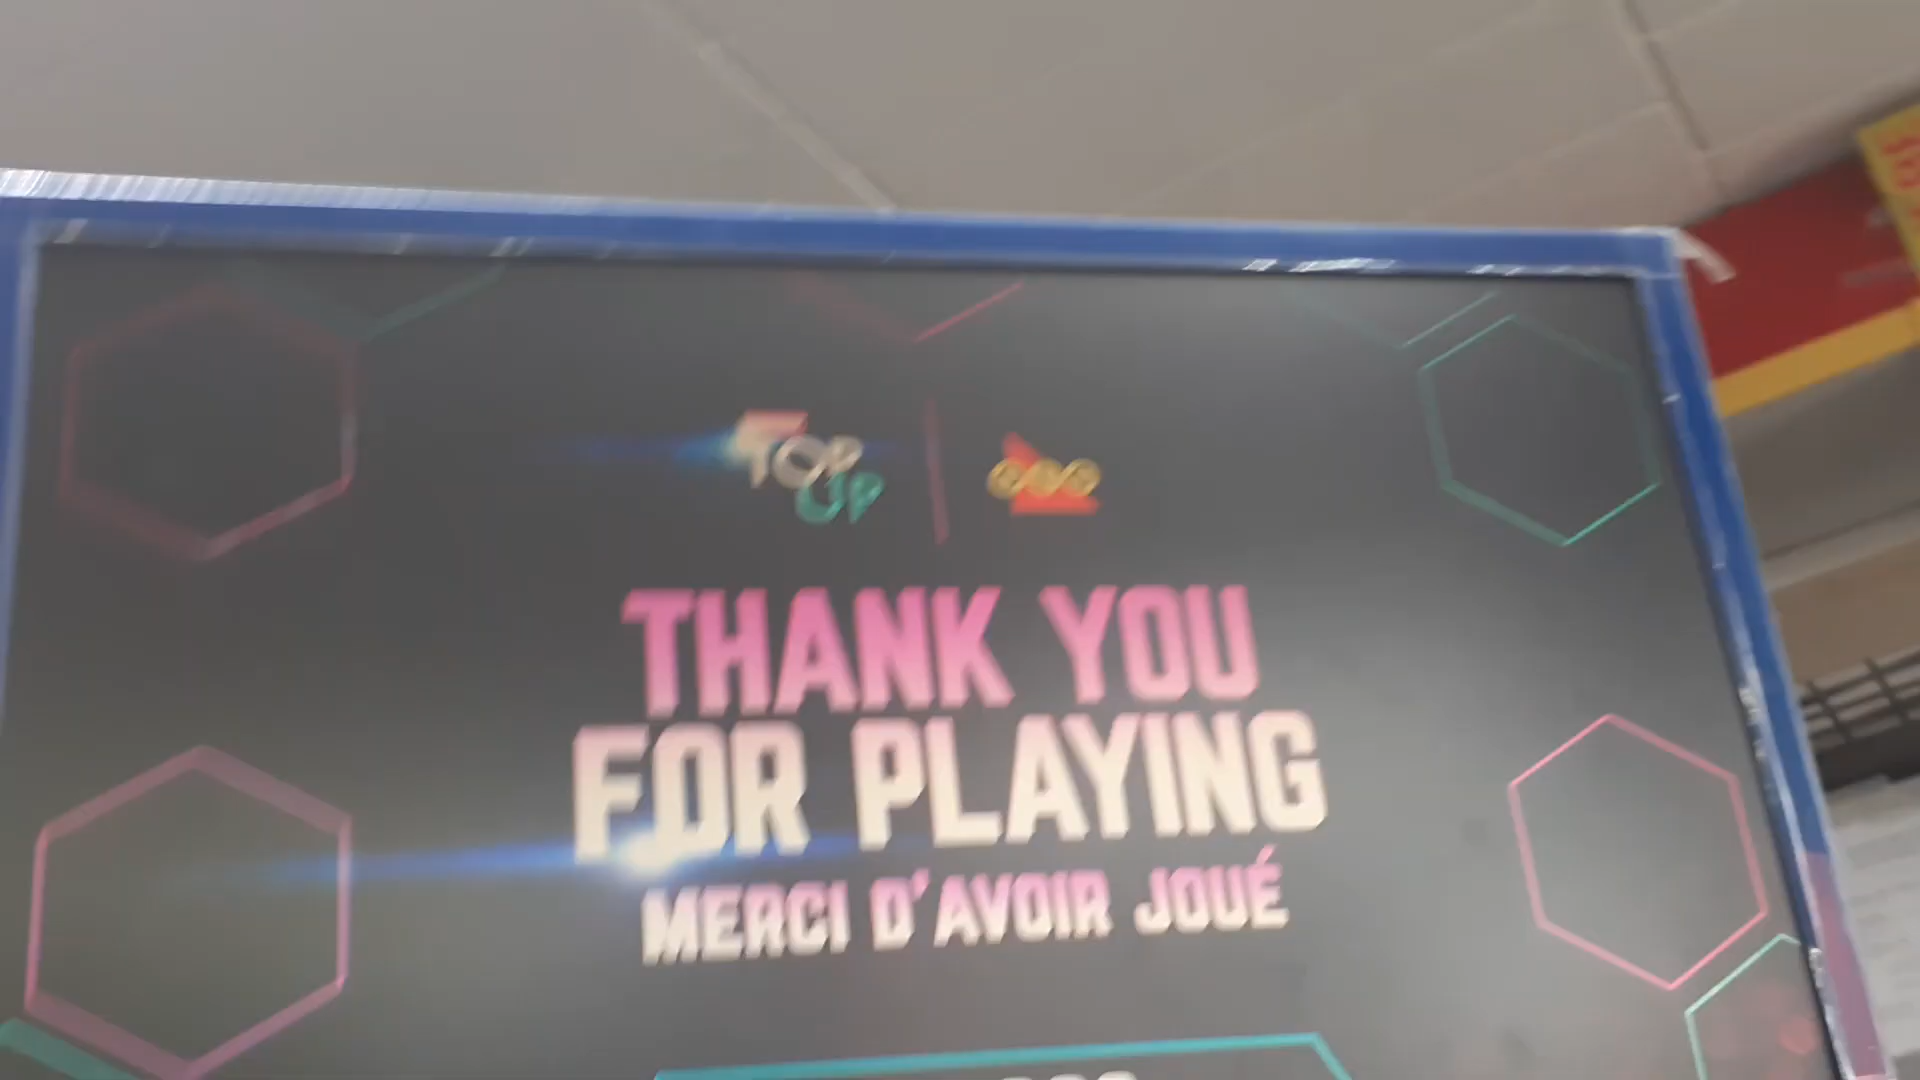 TOP
UP
THANK YOU
FOR PLAYING
MERCI D'AVOIR JOUÉ